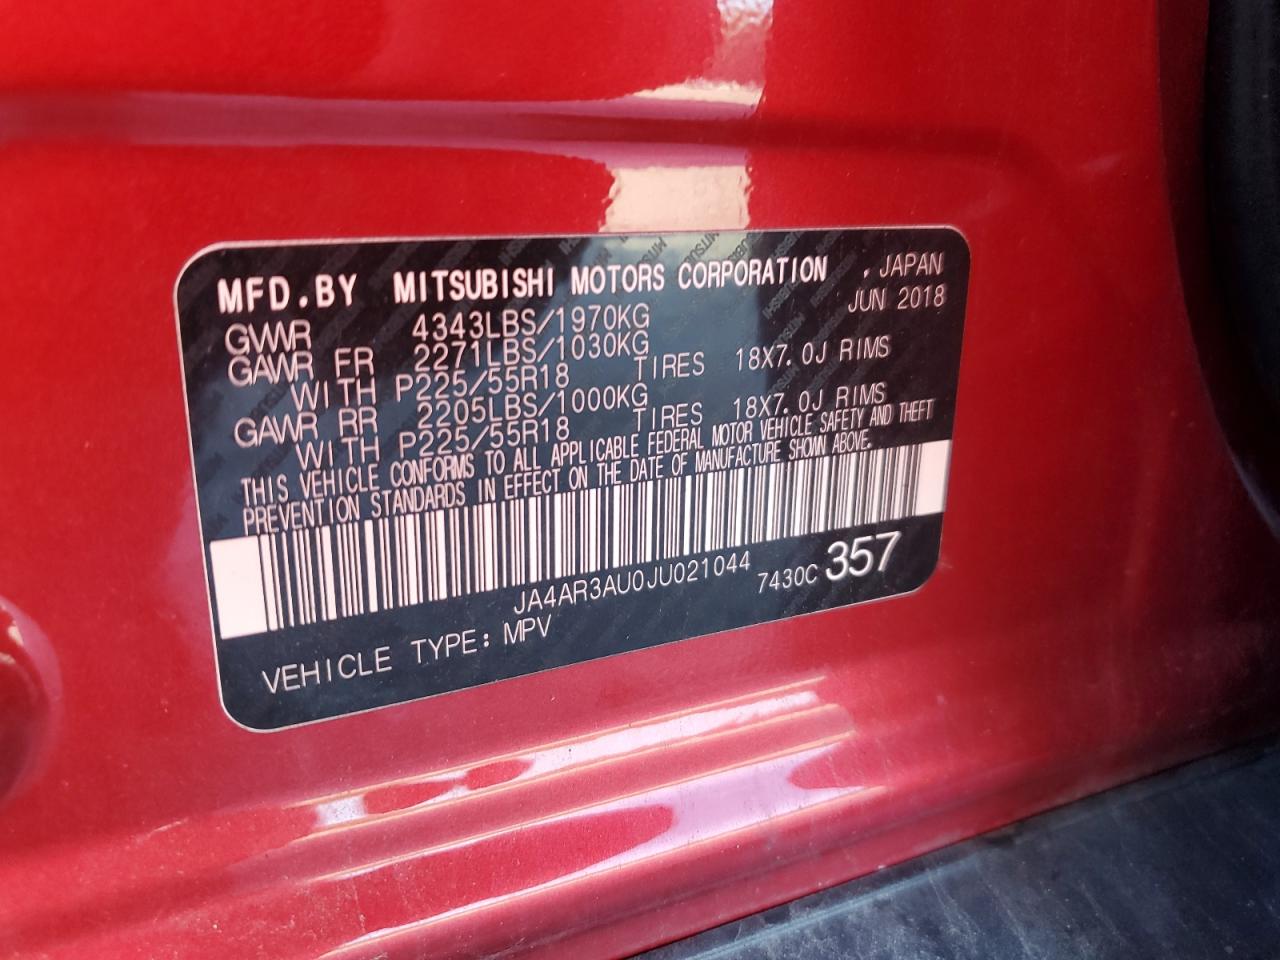 MFD.BY MITSUBISHI MOTORS CORPORATION , JAPAN
JUN 2018
GVWR 4343LBS/1970KG
GAWR FR 2271LBS/1030KG
WITH P225/55R18 TIRES 18X7.0J RIMS
GAWR RR 2205LBS/1000KG
WITH P225/55R18 TIRES 18X7.0J RIMS
THIS VEHICLE CONFORMS TO ALL APPLICABLE FEDERAL MOTOR VEHICLE SAFETY AND THEFT
PREVENTION STANDARDS IN EFFECT ON THE DATE OF MANUFACTURE SHOWN ABOVE.
JA4AR3AU0JU021044 7430C 357
VEHICLE TYPE: MPV